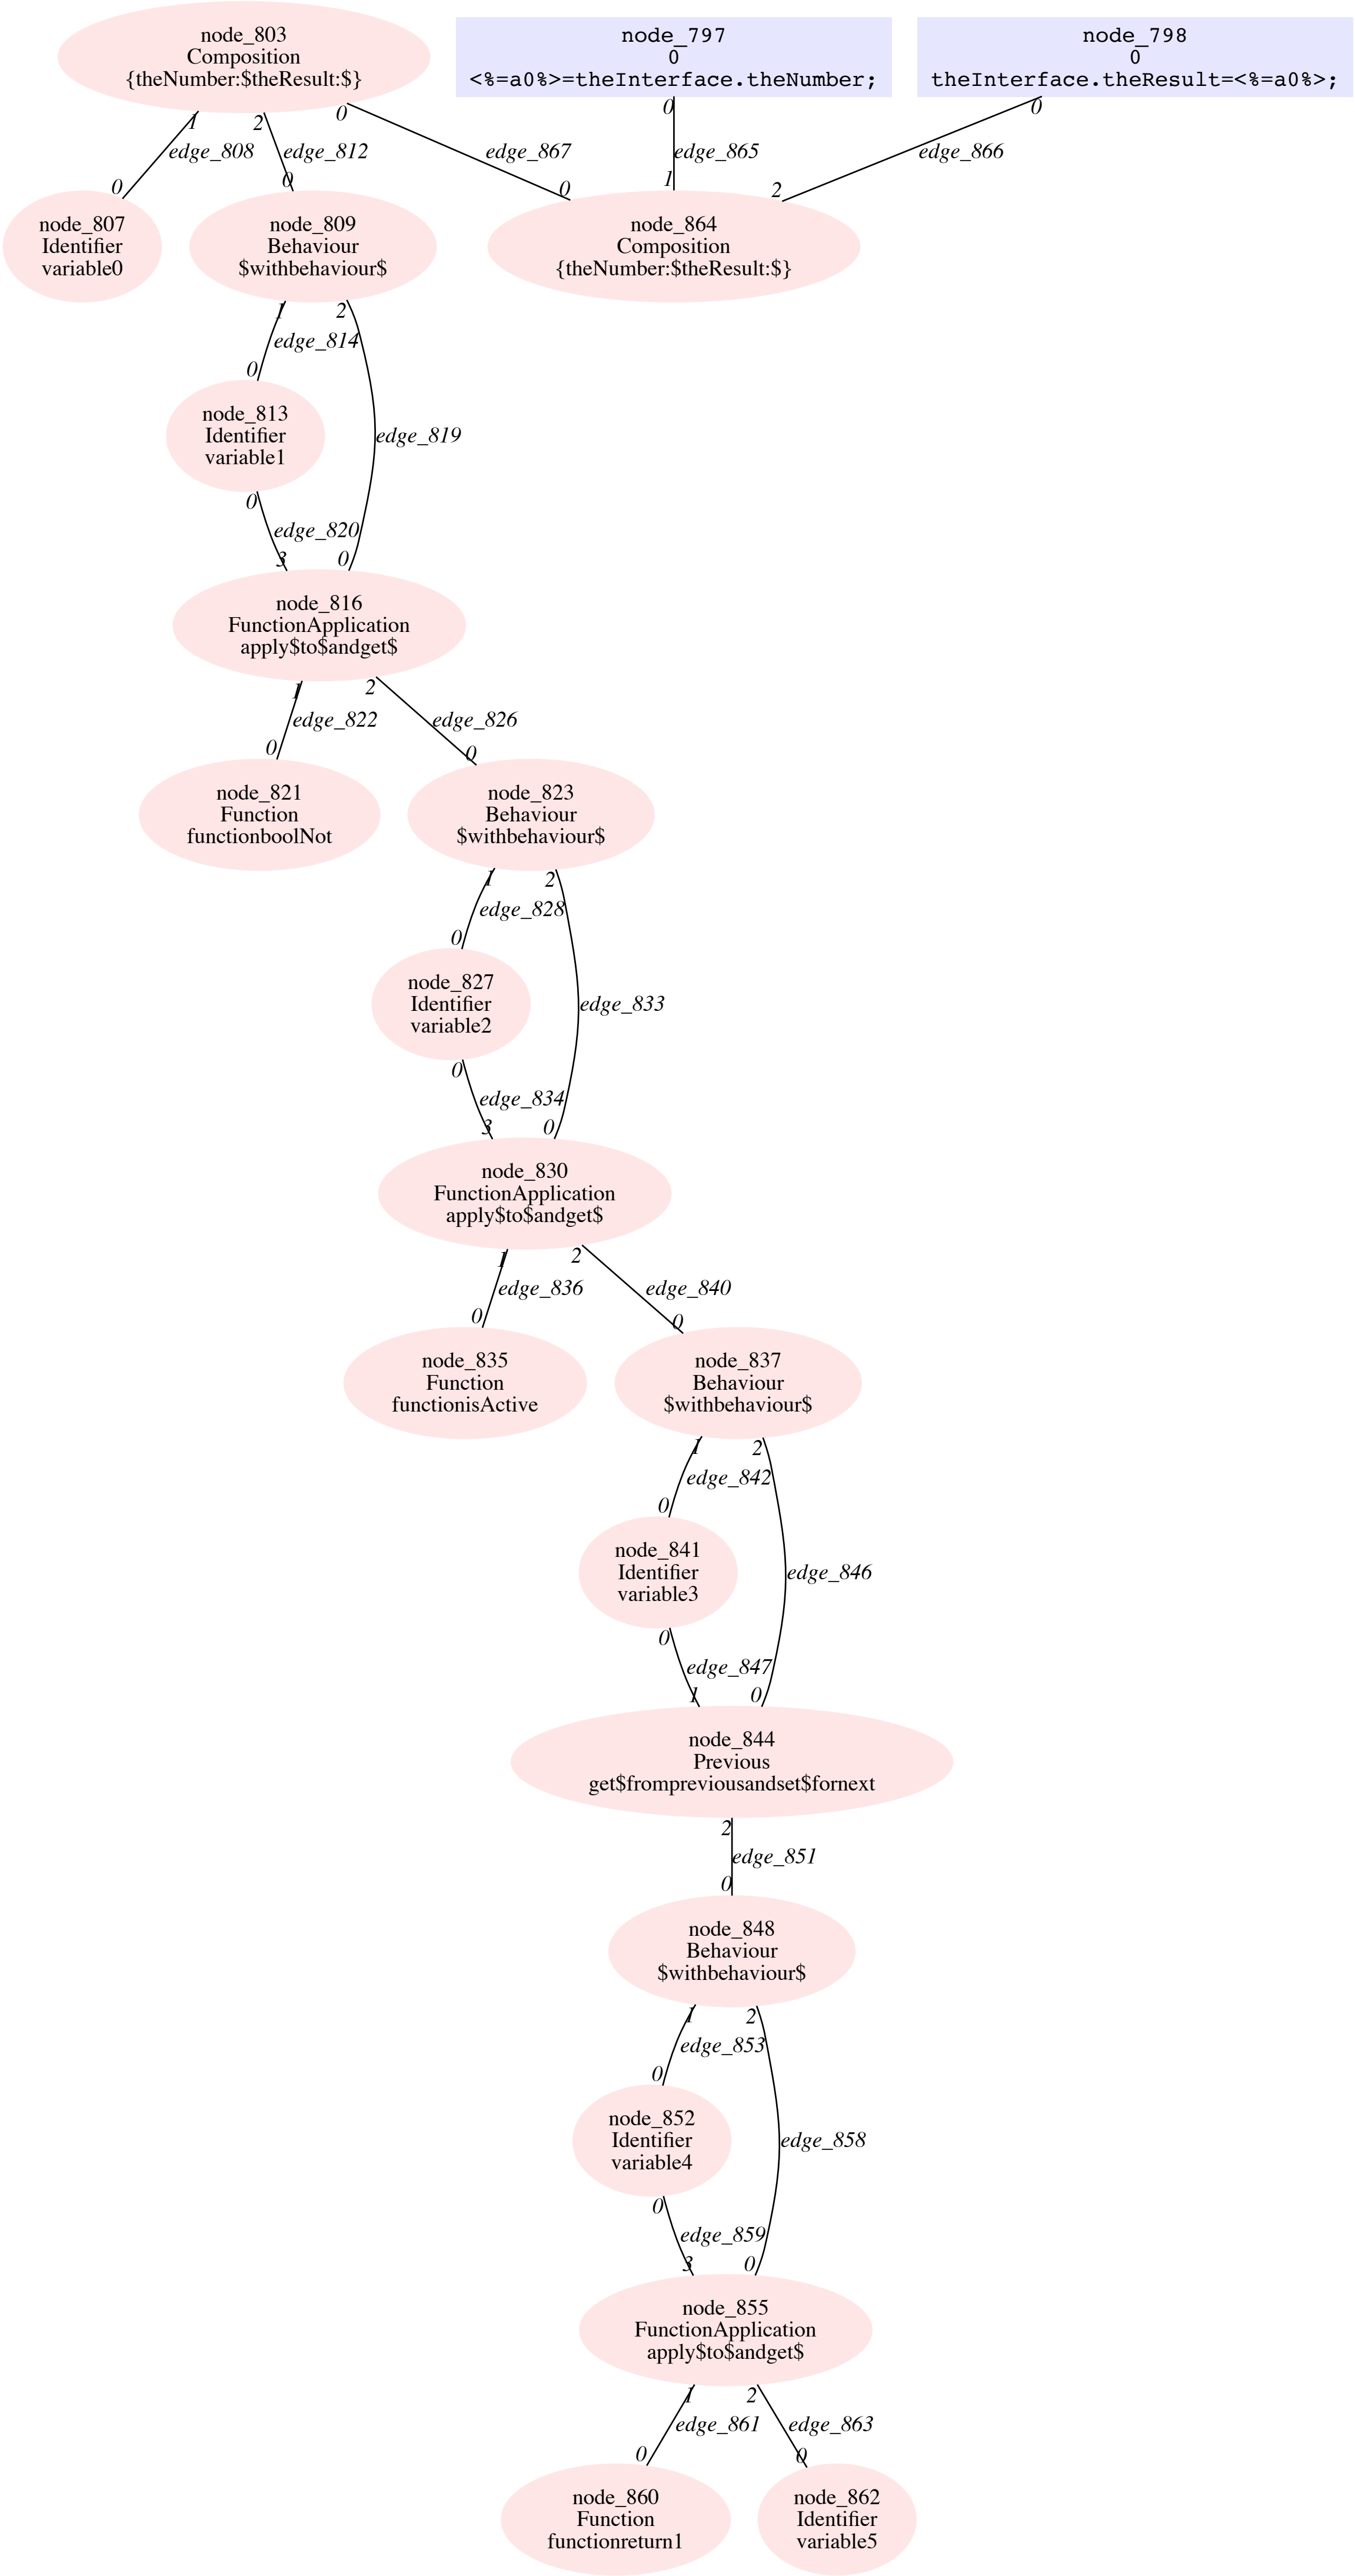 node_803
Composition
{theNumber:$theResult:$}
node_797
0
<%=a0%>=theInterface.theNumber;
node_798
0
theInterface.theResult=<%=a0%>;
1
2
0
0
0
edge_808
edge_812
edge_867
edge_865
edge_866
0
0
0
1
2
node_807
Identifier
variable0
node_809
Behaviour
$withbehaviour$
node_864
Composition
{theNumber:$theResult:$}
1
2
edge_814
0
node_813
Identifier
variable1
edge_819
0
edge_820
3
0
node_816
FunctionApplication
apply$to$andget$
1
2
edge_822
edge_826
0
0
node_821
Function
functionboolNot
node_823
Behaviour
$withbehaviour$
1
2
edge_828
0
node_827
Identifier
variable2
edge_833
0
edge_834
3
0
node_830
FunctionApplication
apply$to$andget$
1
2
edge_836
edge_840
0
0
node_835
Function
functionisActive
node_837
Behaviour
$withbehaviour$
1
2
edge_842
0
node_841
Identifier
variable3
edge_846
0
edge_847
1
0
node_844
Previous
get$frompreviousandset$fornext
2
edge_851
0
node_848
Behaviour
$withbehaviour$
1
2
edge_853
0
node_852
Identifier
variable4
edge_858
0
edge_859
3
0
node_855
FunctionApplication
apply$to$andget$
1
2
edge_861
edge_863
0
0
node_860
Function
functionreturn1
node_862
Identifier
variable5